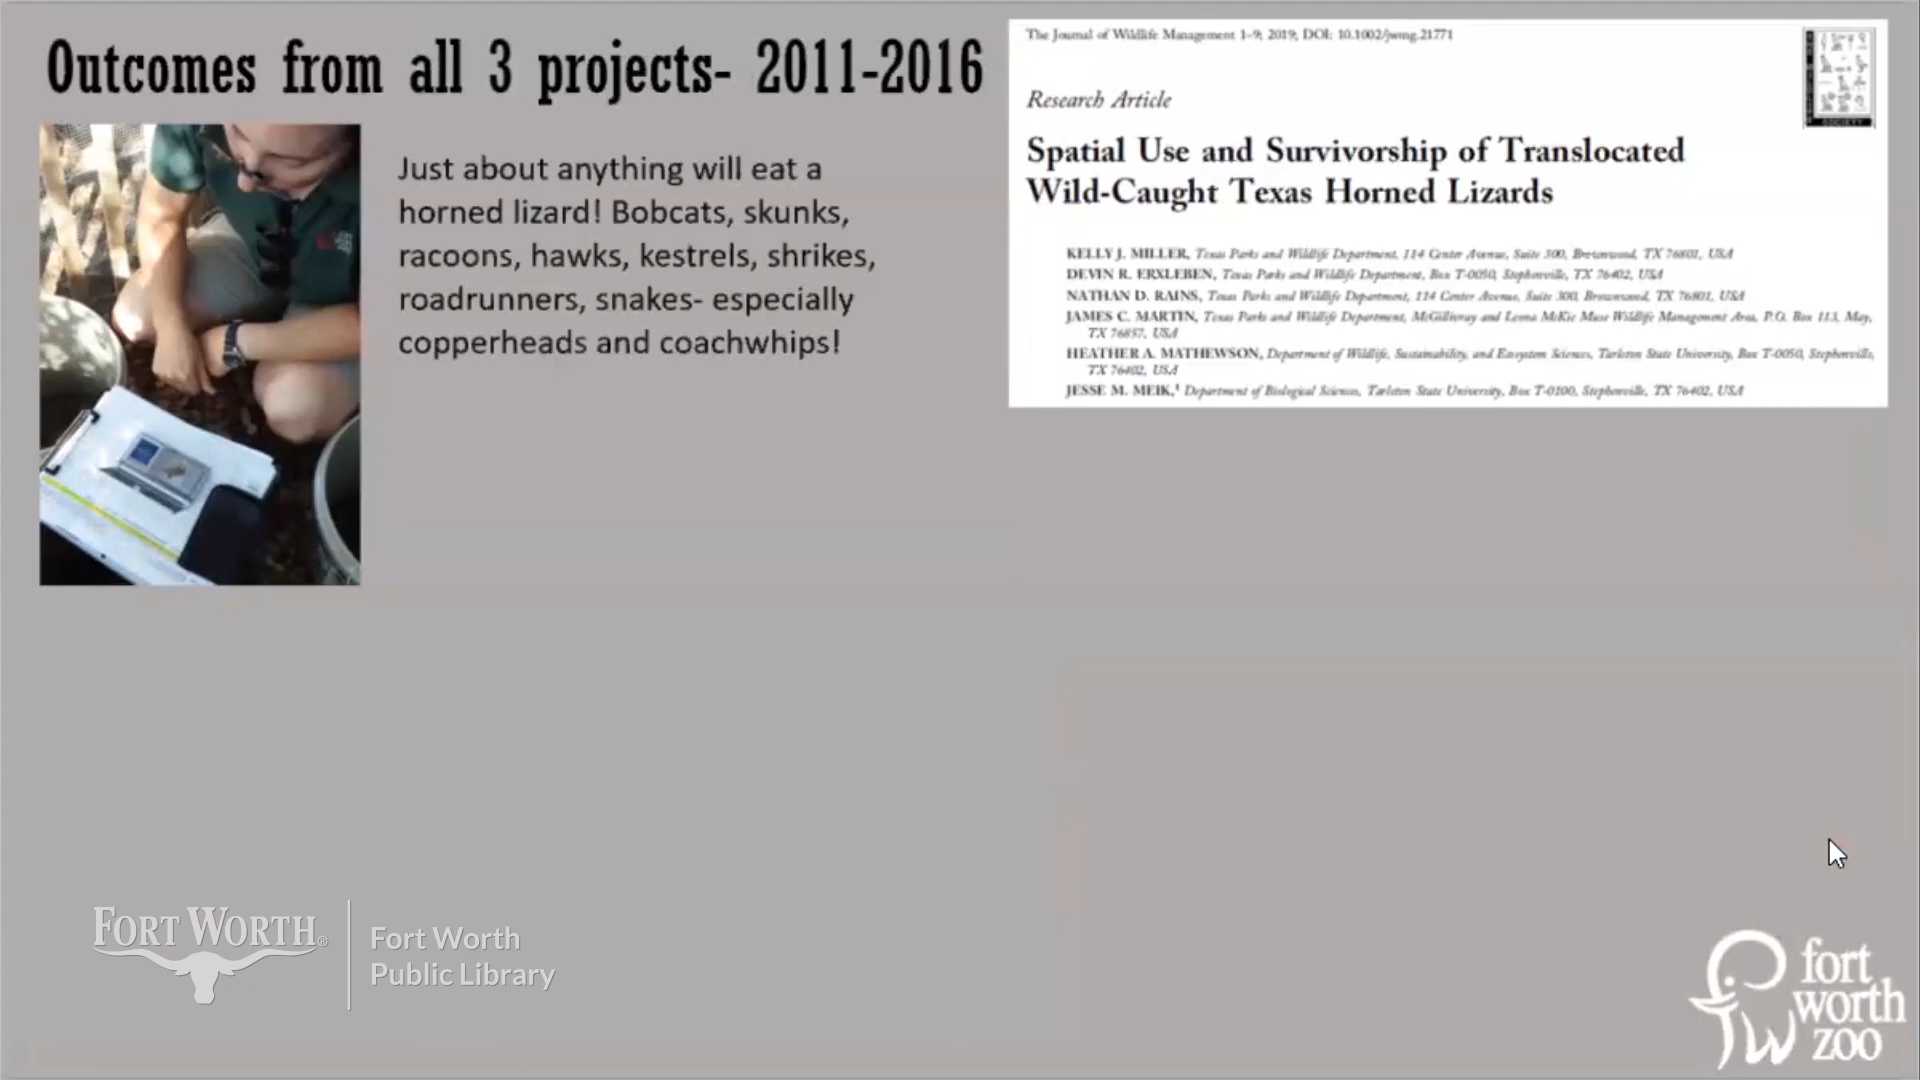 Outcomes from all 3 projects- 2011-2016
Just about anything will eat a
horned lizard! Bobcats, skunks,
racoons, hawks, kestrels, shrikes,
roadrunners, snakes- especially
copperheads and coachwhips!
The Journal of Wildlife Management 1–9; 2019; DOI: 10.1002/jwmg.21771
Research Article
Spatial Use and Survivorship of Translocated
Wild-Caught Texas Horned Lizards
KELLY J. MILLER, Texas Parks and Wildlife Department, 114 Center Avenue, Suite 300, Brownwood, TX 76801, USA
DEVIN R. ERXLEBEN, Texas Parks and Wildlife Department, Box T-0050, Stephenville, TX 76402, USA
NATHAN D. RAINS, Texas Parks and Wildlife Department, 114 Center Avenue, Suite 300, Brownwood, TX 76801, USA
JAMES C. MARTIN, Texas Parks and Wildlife Department, McGillivray and Leona McKie Muse Wildlife Management Area, P.O. Box 113, May,
TX 76857, USA
HEATHER A. MATHEWSON, Department of Wildlife, Sustainability, and Ecosystem Sciences, Tarleton State University, Box T-0050, Stephenville,
TX 76402, USA
JESSE M. MEIK,¹ Department of Biological Sciences, Tarleton State University, Box T-0100, Stephenville, TX 76402, USA
SOCIETY
FORT WORTH®
Fort Worth
Public Library
fort
worth
zoo